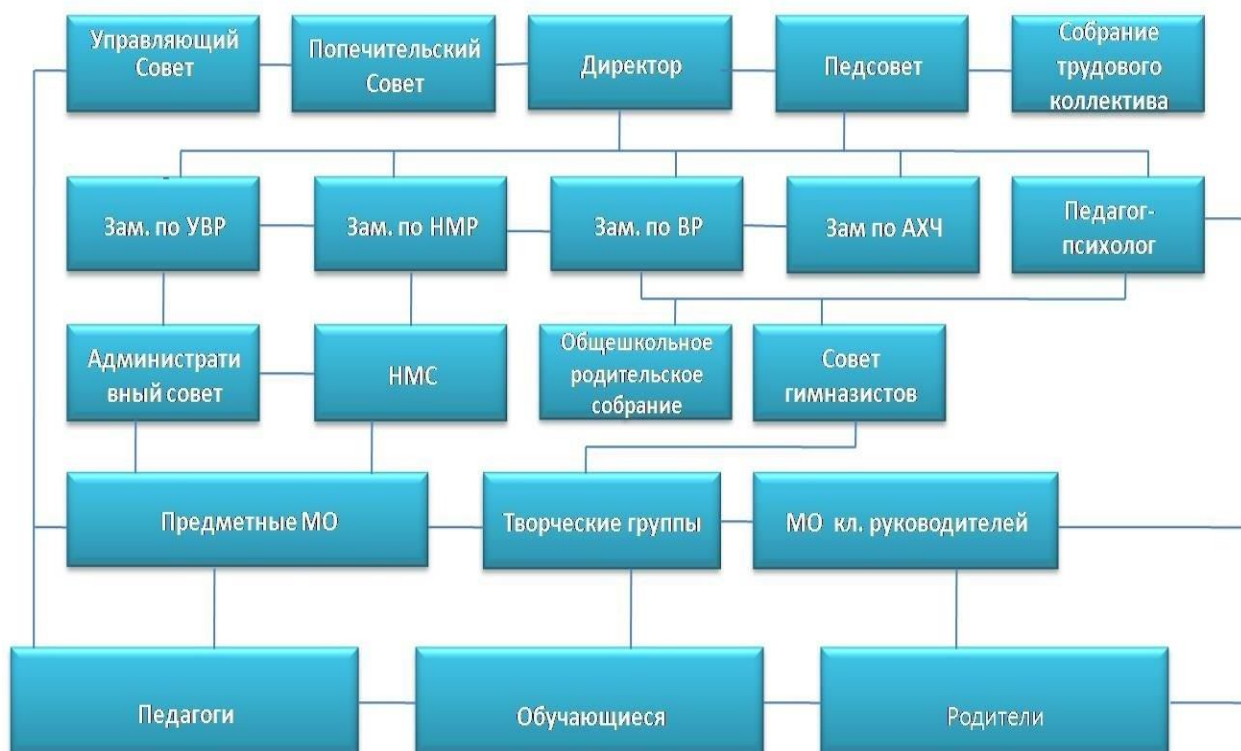 Управляющий
Совет
Попечительский
Совет
Директор
Педсовет
Собрание
трудового
коллектива
Зам. по УВР
Зам. по НМР
Зам. по ВР
Зам по АХЧ
Педагог-
психолог
Администрати
вный совет
НМС
Общешкольное
родительское
собрание
Совет
гимназистов
Предметные МО
Творческие группы
МО кл. руководителей
Педагоги
Обучающиеся
Родители